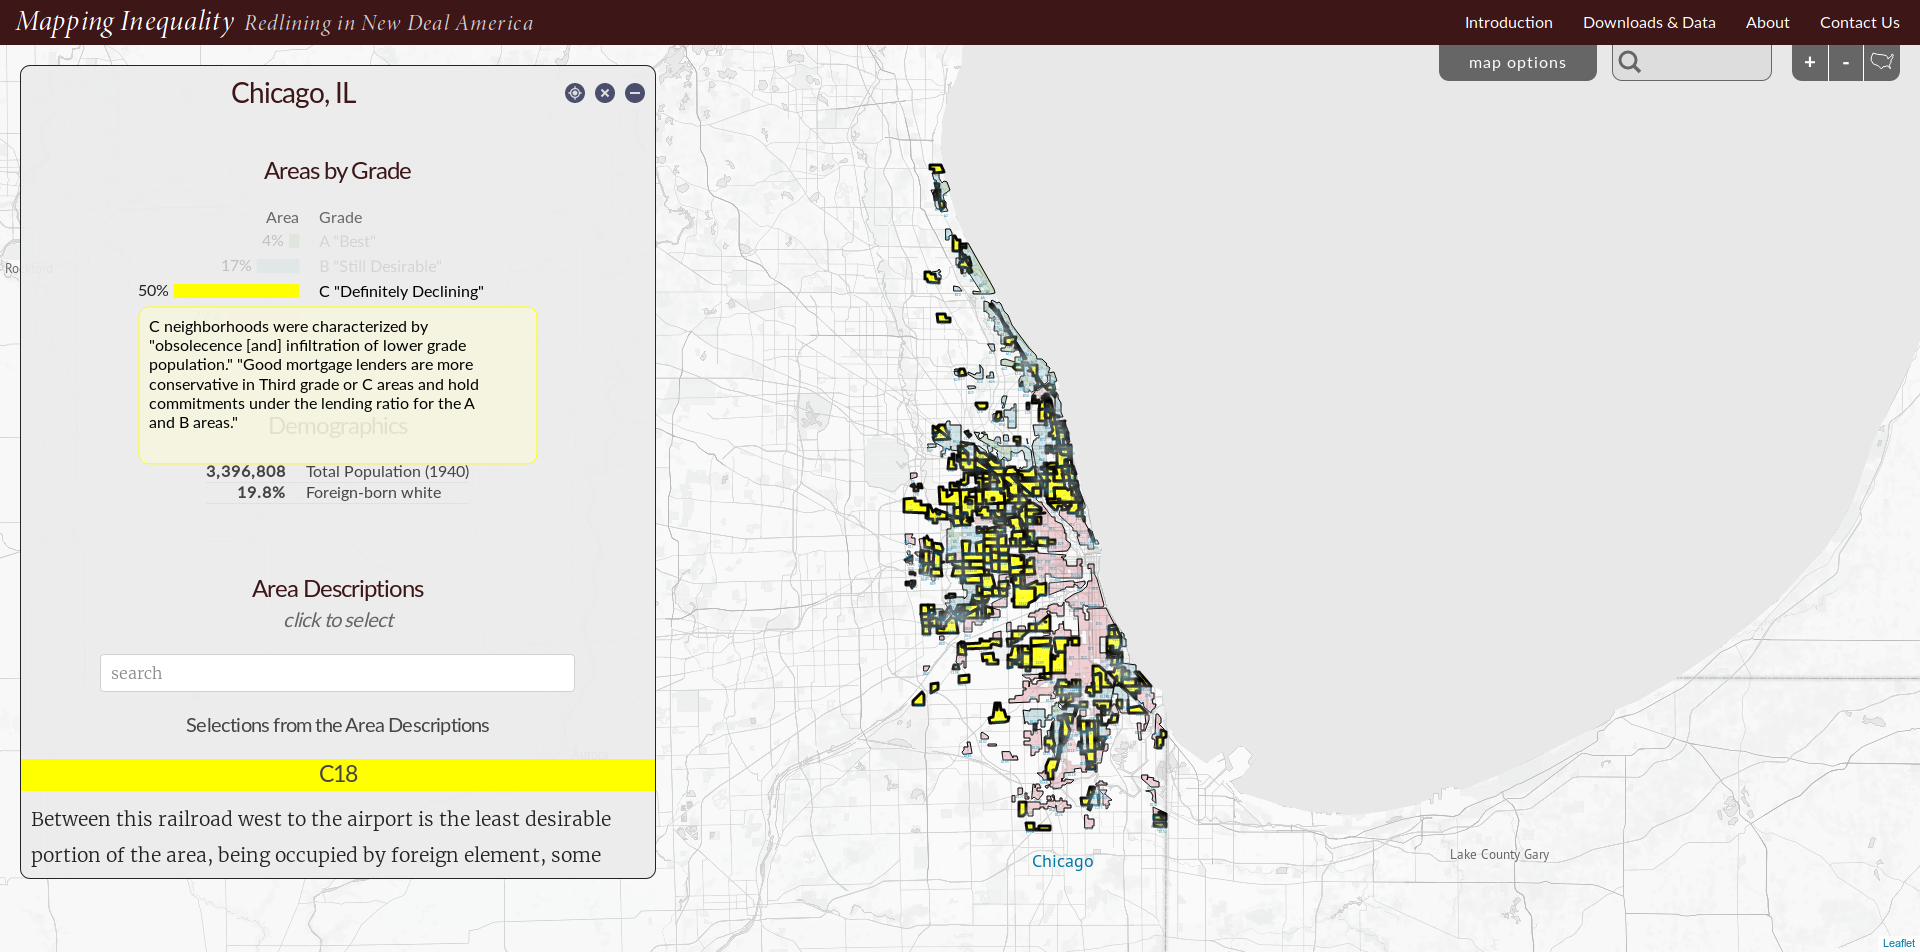 Mapping Inequality Redlining in New Deal America
Introduction Downloads & Data About Contact Us
map options
+
-
Chicago, IL
Areas by Grade
Area Grade
4% A "Best"
17% B "Still Desirable"
50% C "Definitely Declining"
C neighborhoods were characterized by
"obsolecence [and] infiltration of lower grade
population." "Good mortgage lenders are more
conservative in Third grade or C areas and hold
commitments under the lending ratio for the A
and B areas."
Demographics
3,396,808 Total Population (1940)
19.8% Foreign-born white
Area Descriptions
click to select
search
Selections from the Area Descriptions
C18
Between this railroad west to the airport is the least desirable
portion of the area, being occupied by foreign element, some
Rockford
Chicago
Lake County Gary
Leaflet